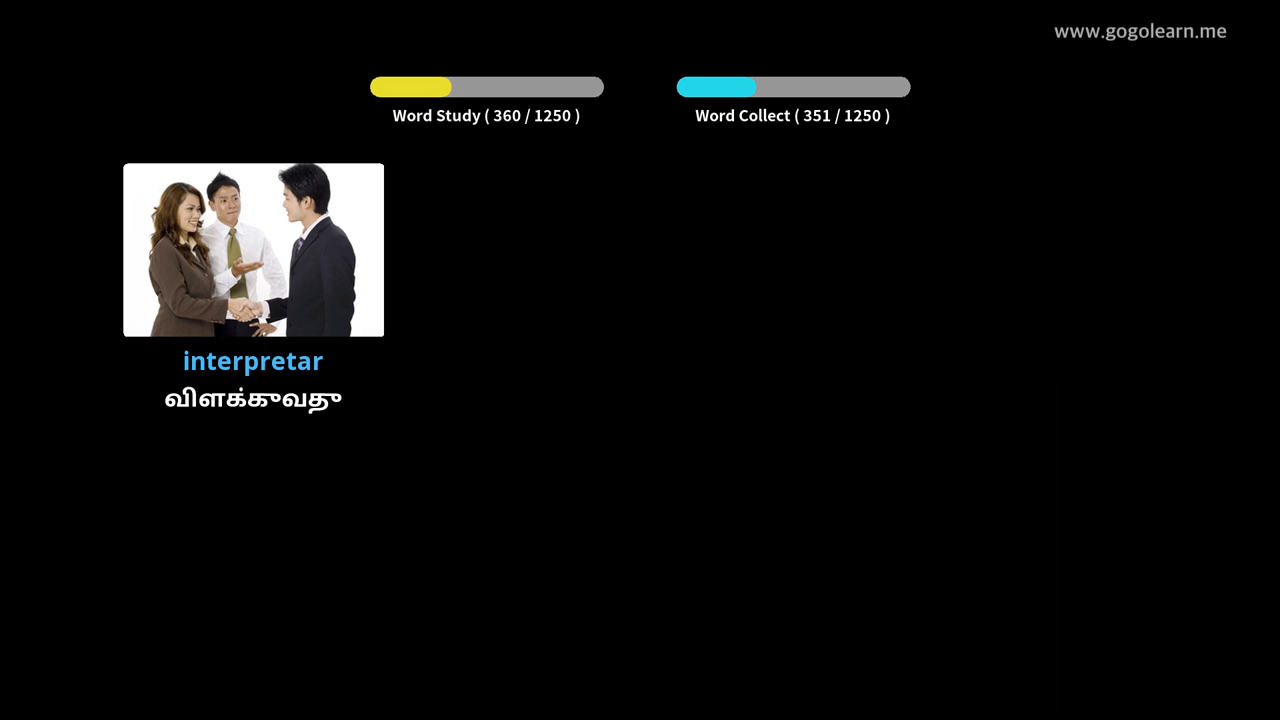 www.gogolearn.me
Word Study ( 360 / 1250 )
Word Collect ( 351 / 1250 )
interpretar
விளக்குவது